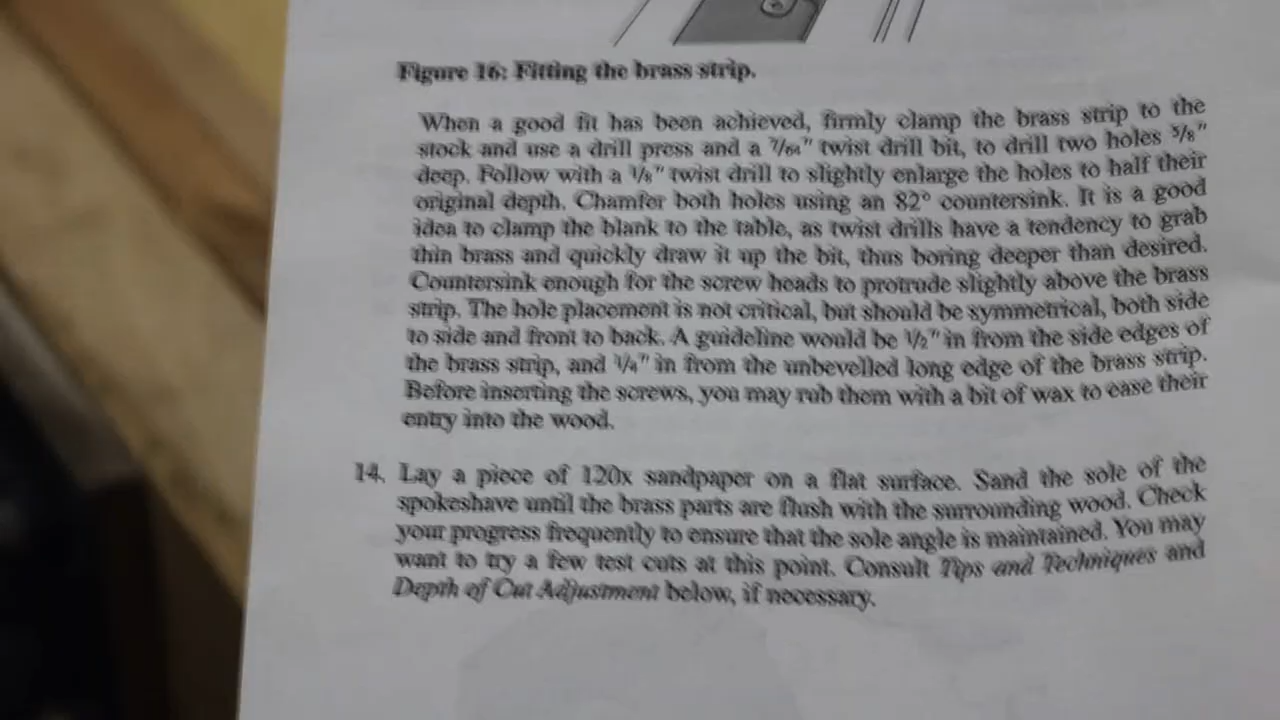 Figure 16: Fitting the brass strip.
When a good fit has been achieved, firmly clamp the brass strip to the
stock and use a drill press and a 7/64" twist drill bit, to drill two holes 5/8"
deep. Follow with a 1/8" twist drill to slightly enlarge the holes to half their
original depth. Chamfer both holes using an 82° countersink. It is a good
idea to clamp the blank to the table, as twist drills have a tendency to grab
thin brass and quickly draw it up the bit, thus boring deeper than desired.
Countersink enough for the screw heads to protrude slightly above the brass
strip. The hole placement is not critical, but should be symmetrical, both side
to side and front to back. A guideline would be 1/2" in from the side edges of
the brass strip, and 1/4" in from the unbevelled long edge of the brass strip.
Before inserting the screws, you may rub them with a bit of wax to ease their
entry into the wood.
14. Lay a piece of 120x sandpaper on a flat surface. Sand the sole of the
spokeshave until the brass parts are flush with the surrounding wood. Check
your progress frequently to ensure that the sole angle is maintained. You may
want to try a few test cuts at this point. Consult Tips and Techniques and
Depth of Cut Adjustment below, if necessary.